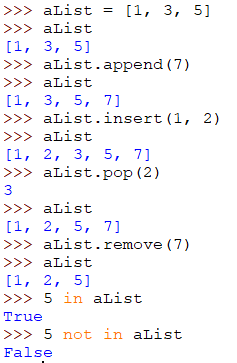 >>> aList = [1, 3, 5]
>>> aList
[1, 3, 5]
>>> aList.append(7)
>>> aList
[1, 3, 5, 7]
>>> aList.insert(1, 2)
>>> aList
[1, 2, 3, 5, 7]
>>> aList.pop(2)
3
>>> aList
[1, 2, 5, 7]
>>> aList.remove(7)
>>> aList
[1, 2, 5]
>>> 5 in aList
True
>>> 5 not in aList
False